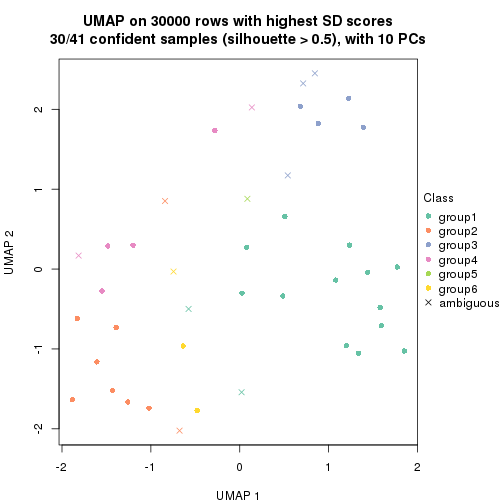 UMAP on 30000 rows with highest SD scores
30/41 confident samples (silhouette > 0.5), with 10 PCs
UMAP 2
2
1
0
-1
-2
-2
-1
0
1
2
UMAP 1
Class
group1
group2
group3
group4
group5
group6
ambiguous